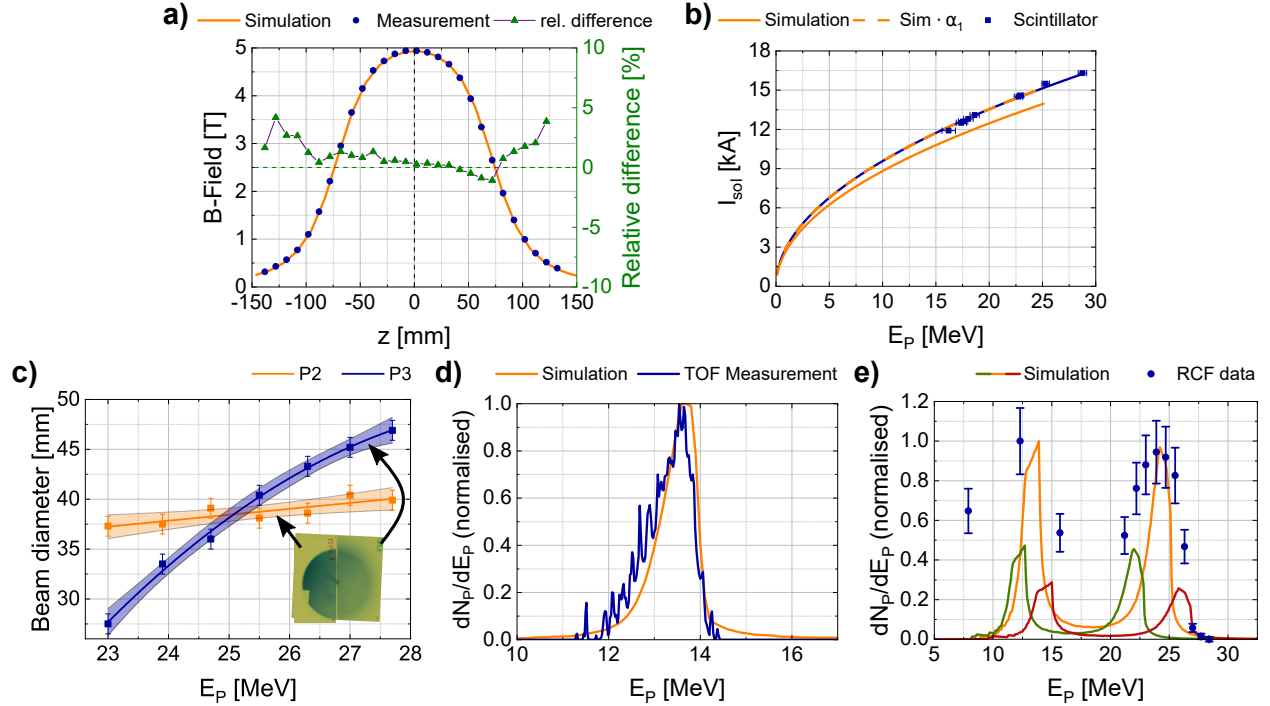 a)
Simulation Measurement rel. difference
5
4
3
2
1
0
B-Field [T]
10
5
0
-5
-10
Relative difference [%]
-150 -100 -50 0 50 100 150
z [mm]
b)
Simulation Sim · α₁ Scintillator
18
15
12
9
6
3
0
I_sol [kA]
0 5 10 15 20 25 30
E_P [MeV]
c)
P2 P3
50
45
40
35
30
Beam diameter [mm]
23 24 25 26 27 28
E_P [MeV]
d)
Simulation TOF Measurement
1.0
0.8
0.6
0.4
0.2
0.0
dN_P/dE_P (normalised)
10 12 14 16
E_P [MeV]
e)
Simulation RCF data
1.2
1.0
0.8
0.6
0.4
0.2
0.0
dN_P/dE_P (normalised)
5 10 15 20 25 30
E_P [MeV]